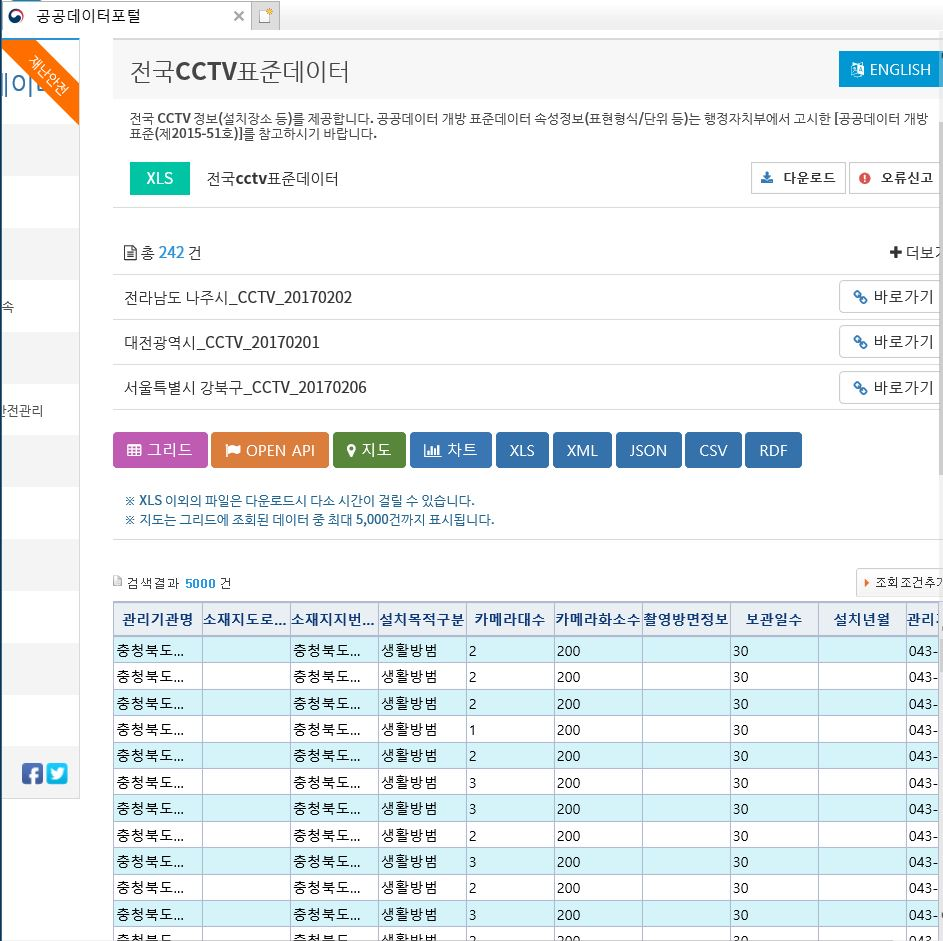 공공데이터포털
재난안전
전국CCTV표준데이터
ENGLISH
전국 CCTV 정보(설치장소 등)를 제공합니다. 공공데이터 개방 표준데이터 속성정보(표현형식/단위 등)는 행정자치부에서 고시한 [공공데이터 개방
표준(제2015-51호)]를 참고하시기 바랍니다.
XLS 전국cctv표준데이터 다운로드 오류신고
총 242 건 더보기
전라남도 나주시_CCTV_20170202 바로가기
속
대전광역시_CCTV_20170201 바로가기
서울특별시 강북구_CCTV_20170206 바로가기
안전관리
그리드 OPEN API 지도 차트 XLS XML JSON CSV RDF
※ XLS 이외의 파일은 다운로드시 다소 시간이 걸릴 수 있습니다.
※ 지도는 그리드에 조회된 데이터 중 최대 5,000건까지 표시됩니다.
검색결과 5000 건 조회조건추가
관리기관명 소재지도로... 소재지지번... 설치목적구분 카메라대수 카메라화소수 촬영방면정보 보관일수 설치년월 관리
충청북도... 충청북도... 생활방범 2 200 30 043-
충청북도... 충청북도... 생활방범 2 200 30 043-
충청북도... 충청북도... 생활방범 2 200 30 043-
충청북도... 충청북도... 생활방범 1 200 30 043-
충청북도... 충청북도... 생활방범 2 200 30 043-
충청북도... 충청북도... 생활방범 3 200 30 043-
충청북도... 충청북도... 생활방범 3 200 30 043-
충청북도... 충청북도... 생활방범 2 200 30 043-
충청북도... 충청북도... 생활방범 3 200 30 043-
충청북도... 충청북도... 생활방범 2 200 30 043-
충청북도... 충청북도... 생활방범 3 200 30 043-
충청북도... 충청북도... 생활방범 2 200 30 043-